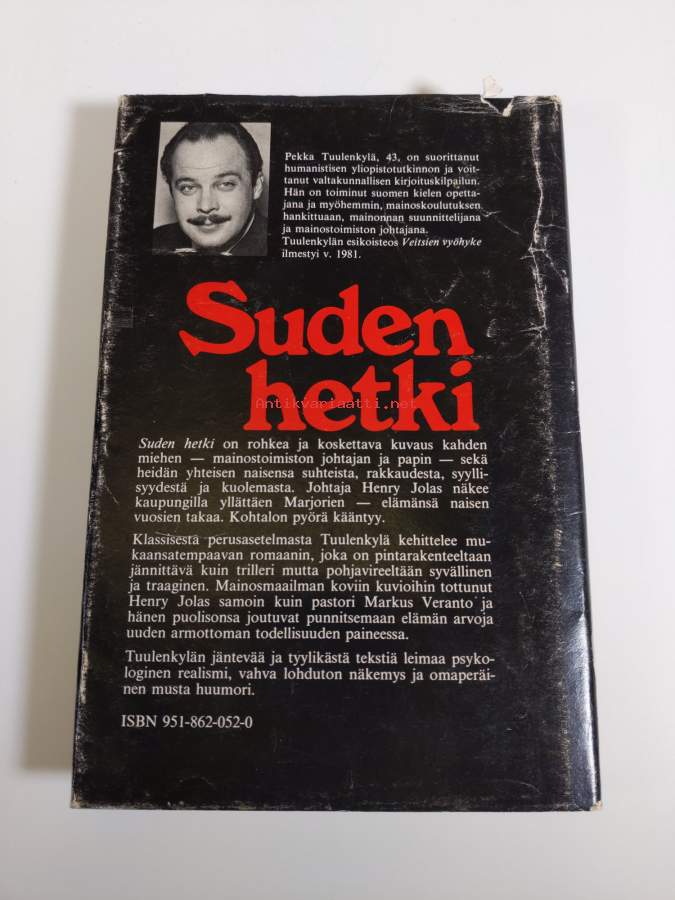 Pekka Tuulenkylä, 43, on suorittanut
humanistisen yliopistotutkinnon ja voit-
tanut valtakunnallisen kirjoituskilpailun.
Hän on toiminut suomen kielen opetta-
jana ja myöhemmin, mainoskoulutuksen
hankittuaan, mainonnan suunnittelijana
ja mainostoimiston johtajana.
Tuulenkylän esikoisteos Veitsien vyöhyke
ilmestyi v. 1981.
Suden
hetki
Antikvariaatti.net
Suden hetki on rohkea ja koskettava kuvaus kahden
miehen — mainostoimiston johtajan ja papin — sekä
heidän yhteisen naisensa suhteista, rakkaudesta, syylli-
syydestä ja kuolemasta. Johtaja Henry Jolas näkee
kaupungilla yllättäen Marjorien — elämänsä naisen
vuosien takaa. Kohtalon pyörä kääntyy.
Klassisesta perusasetelmasta Tuulenkylä kehittelee mu-
kaansatempaavan romaanin, joka on pintarakenteeltaan
jännittävä kuin trilleri mutta pohjavireeltään syvällinen
ja traaginen. Mainosmaailman koviin kuvioihin tottunut
Henry Jolas samoin kuin pastori Markus Veranto ja
hänen puolisonsa joutuvat punnitsemaan elämän arvoja
uuden armottoman todellisuuden paineessa.
Tuulenkylän jäntevää ja tyylikästä tekstiä leimaa psyko-
loginen realismi, vahva lohduton näkemys ja omaperäi-
nen musta huumori.
ISBN 951-862-052-0